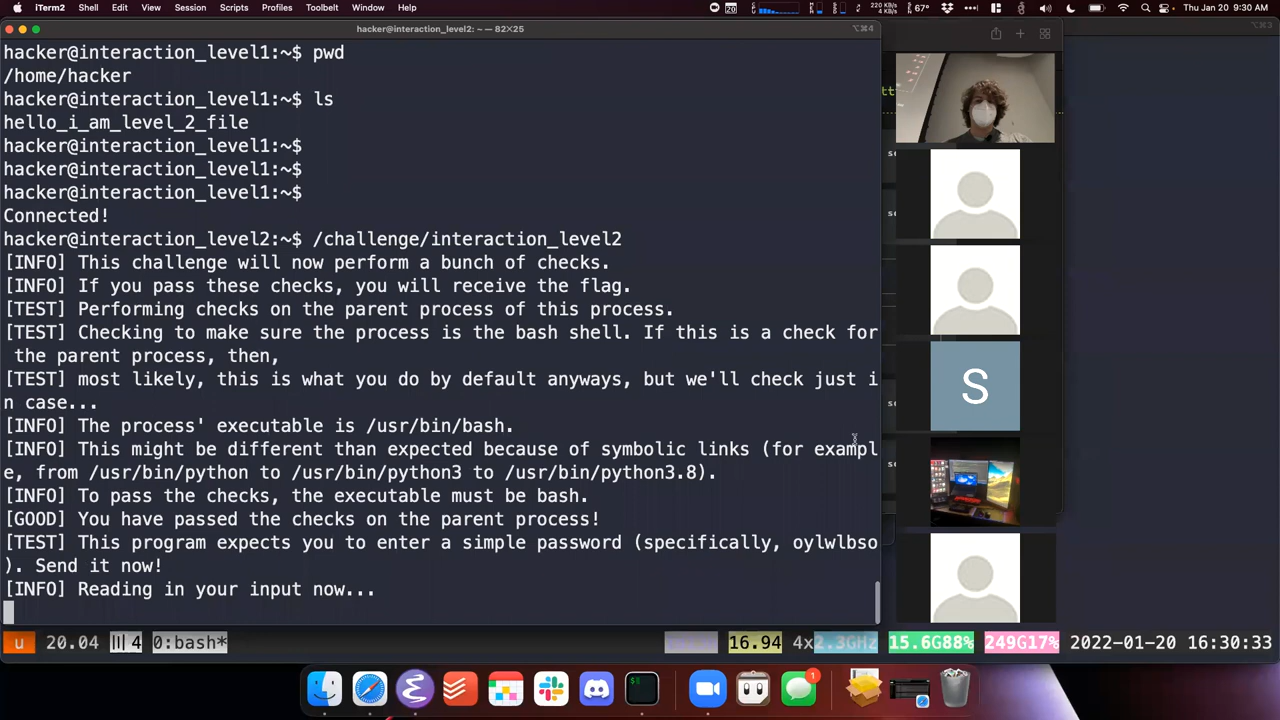 iTerm2 Shell Edit View Session Scripts Profiles Toolbelt Window Help
220 KB/s
4 KB/s
67°
Thu Jan 20 9:30 AM
hacker@interaction_level2: ~ — 82×25
⌥⌘4
⌥⌘3
hacker@interaction_level1:~$ pwd
/home/hacker
hacker@interaction_level1:~$ ls
hello_i_am_level_2_file
hacker@interaction_level1:~$
hacker@interaction_level1:~$
hacker@interaction_level1:~$
Connected!
hacker@interaction_level2:~$ /challenge/interaction_level2
[INFO] This challenge will now perform a bunch of checks.
[INFO] If you pass these checks, you will receive the flag.
[TEST] Performing checks on the parent process of this process.
[TEST] Checking to make sure the process is the bash shell. If this is a check for
 the parent process, then,
[TEST] most likely, this is what you do by default anyways, but we'll check just i
n case...
[INFO] The process' executable is /usr/bin/bash.
[INFO] This might be different than expected because of symbolic links (for exampl
e, from /usr/bin/python to /usr/bin/python3 to /usr/bin/python3.8).
[INFO] To pass the checks, the executable must be bash.
[GOOD] You have passed the checks on the parent process!
[TEST] This program expects you to enter a simple password (specifically, oylwlbso
). Send it now!
[INFO] Reading in your input now...
S
u 20.04 4 0:bash* 16.94 4x2.3GHz 15.6G88% 249G17% 2022-01-20 16:30:33
1